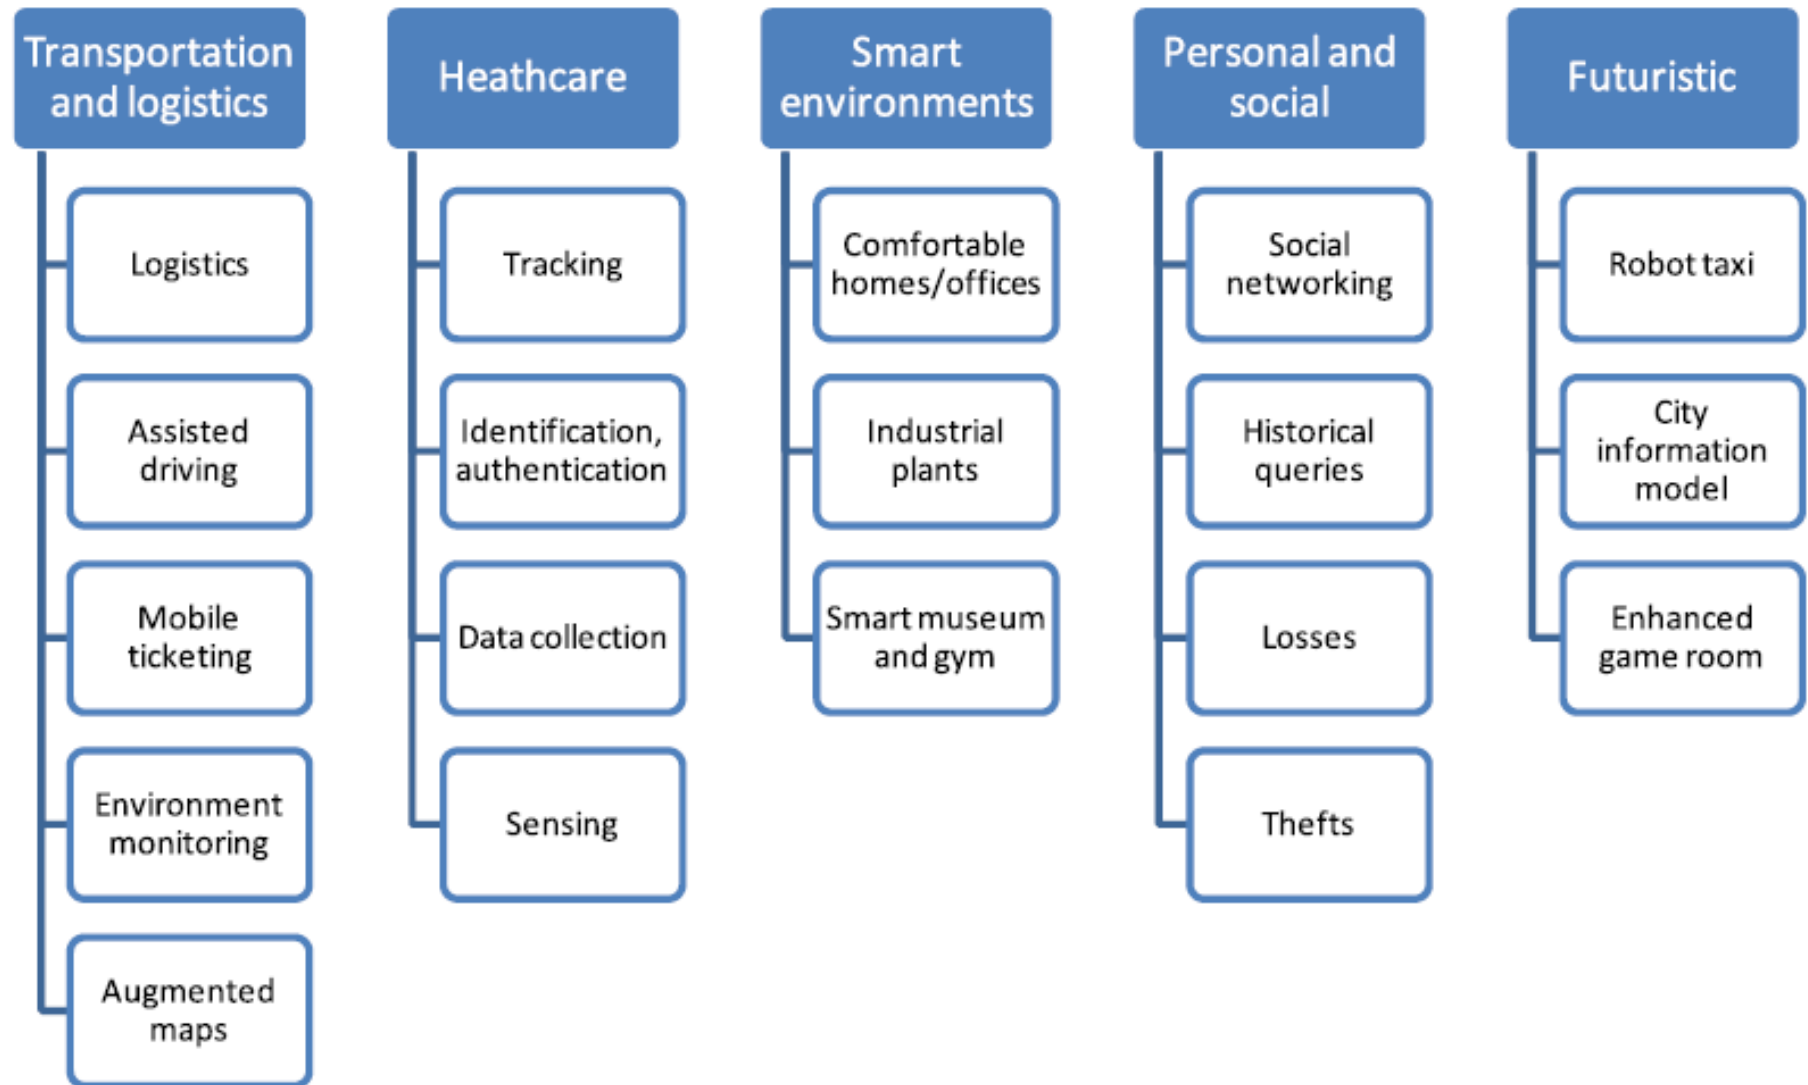 Transportation
and logistics
Logistics
Assisted
driving
Mobile
ticketing
Environment
monitoring
Augmented
maps
Heathcare
Tracking
Identification,
authentication
Data collection
Sensing
Smart
environments
Comfortable
homes/offices
Industrial
plants
Smart museum
and gym
Personal and
social
Social
networking
Historical
queries
Losses
Thefts
Futuristic
Robot taxi
City
information
model
Enhanced
game room